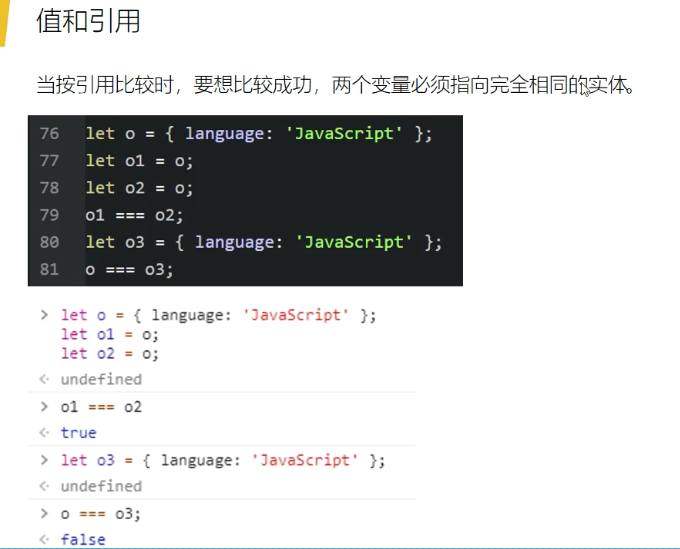 值和引用
当按引用比较时，要想比较成功，两个变量必须指向完全相同的实体。
76 let o = { language: 'JavaScript' };
77 let o1 = o;
78 let o2 = o;
79 o1 === o2;
80 let o3 = { language: 'JavaScript' };
81 o === o3;
> let o = { language: 'JavaScript' };
let o1 = o;
let o2 = o;
<· undefined
> o1 === o2
<· true
> let o3 = { language: 'JavaScript' };
<· undefined
> o === o3;
<· false